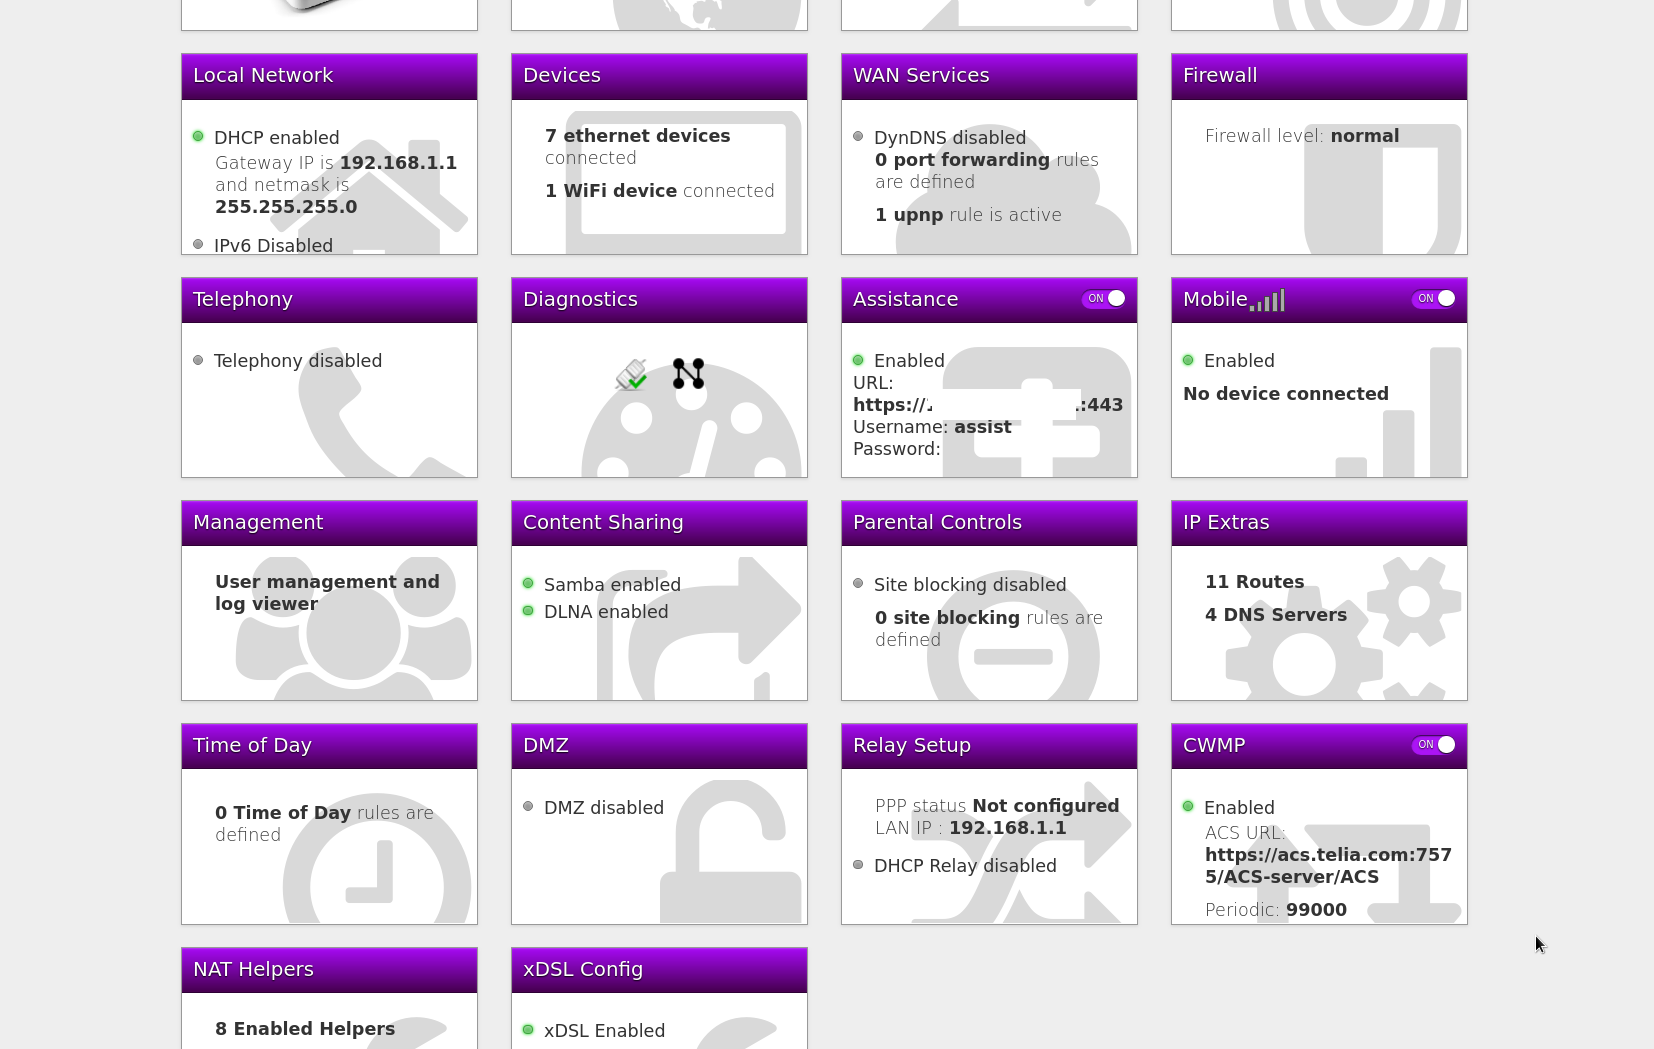 Local Network
DHCP enabled
Gateway IP is 192.168.1.1
and netmask is
255.255.255.0
IPv6 Disabled
Devices
7 ethernet devices
connected
1 WiFi device connected
WAN Services
DynDNS disabled
0 port forwarding rules
are defined
1 upnp rule is active
Firewall
Firewall level: normal
Telephony
Telephony disabled
Diagnostics
Assistance ON
Enabled
URL:
https:// :443
Username: assist
Password:
Mobile ON
Enabled
No device connected
Management
User management and
log viewer
Content Sharing
Samba enabled
DLNA enabled
Parental Controls
Site blocking disabled
0 site blocking rules are
defined
IP Extras
11 Routes
4 DNS Servers
Time of Day
0 Time of Day rules are
defined
DMZ
DMZ disabled
Relay Setup
PPP status Not configured
LAN IP : 192.168.1.1
DHCP Relay disabled
CWMP ON
Enabled
ACS URL:
https://acs.telia.com:757
5/ACS-server/ACS
Periodic: 99000
NAT Helpers
8 Enabled Helpers
xDSL Config
xDSL Enabled